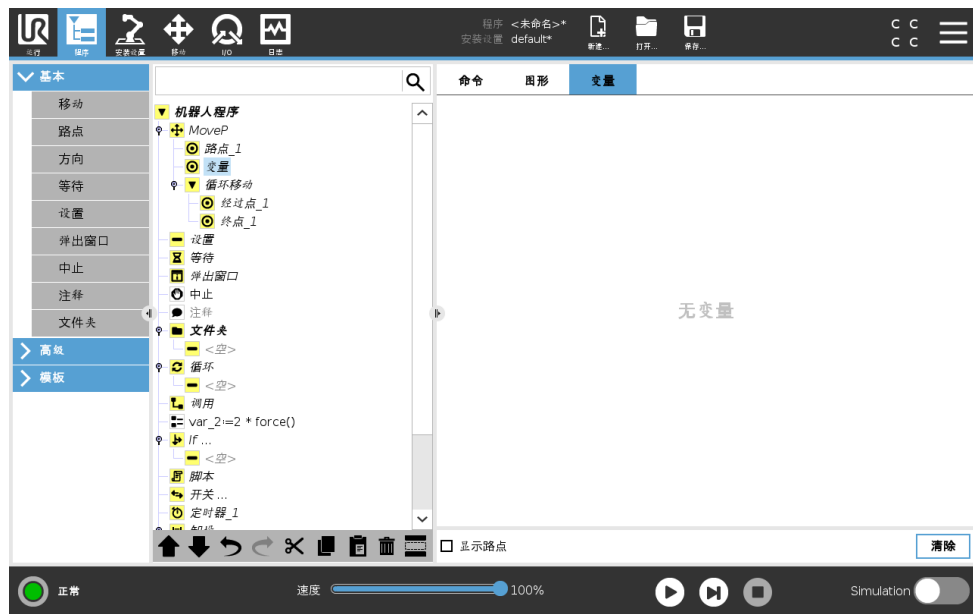 程序 <未命名>*
安装设置 default*
运行
程序
安装设置
移动
I/O
日志
新建...
打开...
保存...
C C
C C
基本
移动
路点
方向
等待
设置
弹出窗口
中止
注释
文件夹
高级
模板
机器人程序
MoveP
路点_1
变量
循环移动
经过点_1
终点_1
设置
等待
弹出窗口
中止
注释
文件夹
<空>
循环
<空>
调用
var_2:=2 * force()
If ...
<空>
脚本
开关 ...
定时器_1
命令
图形
变量
无变量
显示路点
清除
正常
速度
100%
Simulation